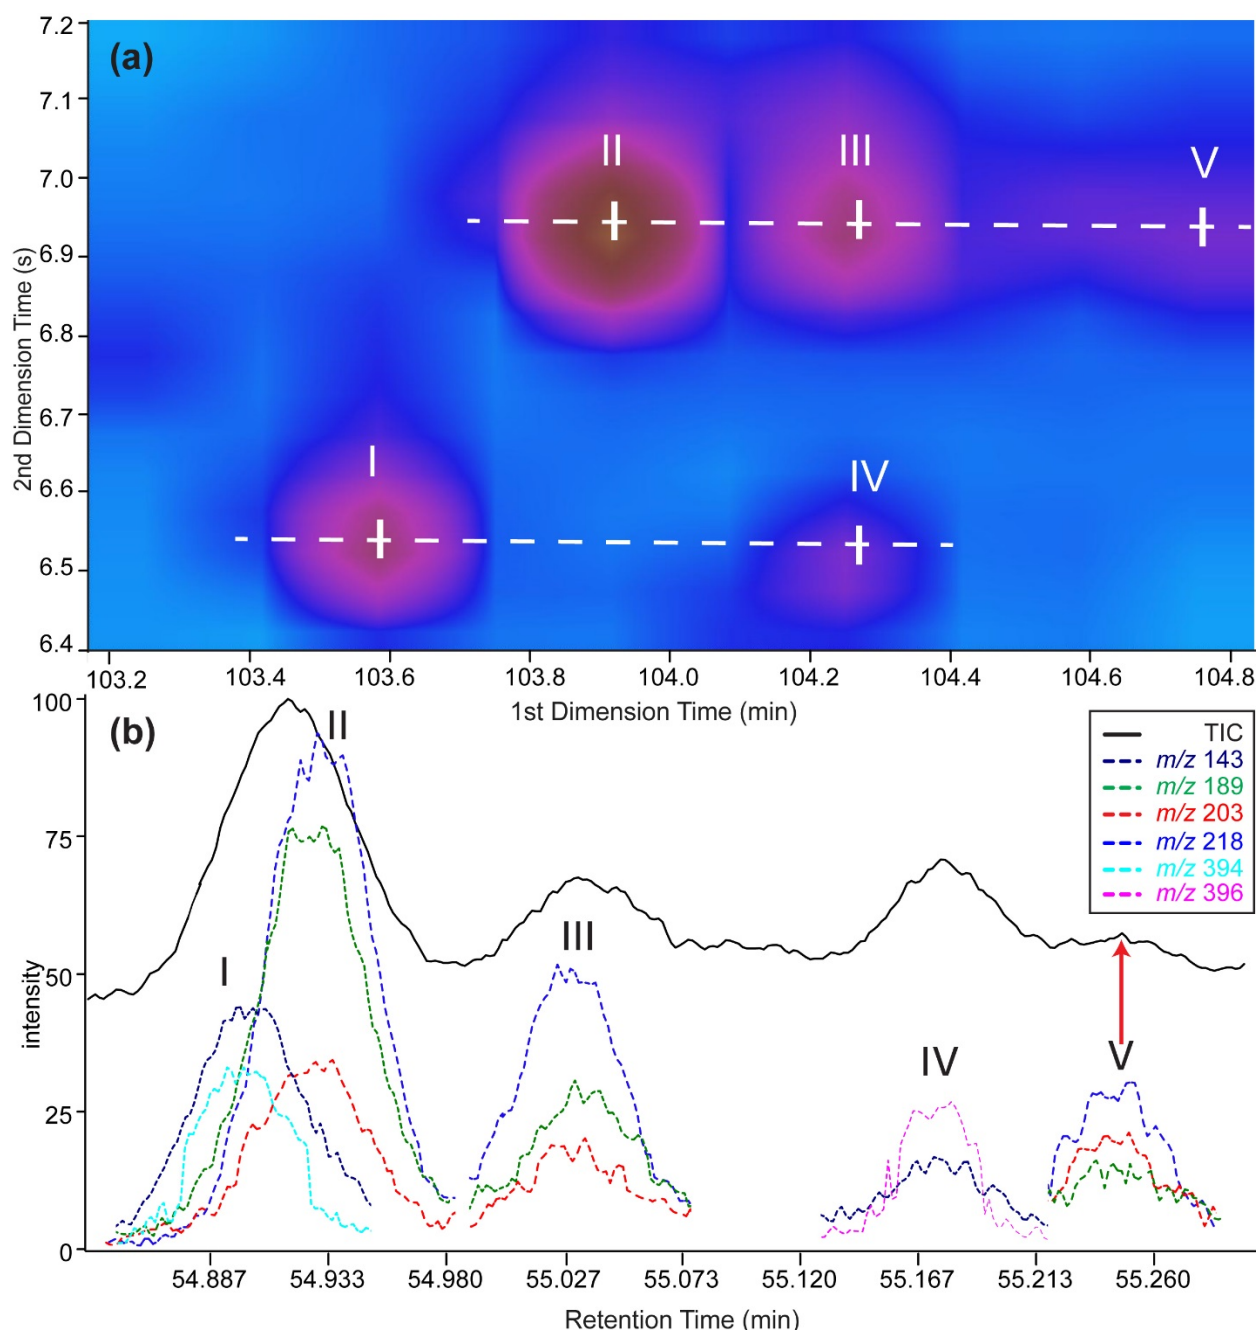 (a)
7.2
7.1
7.0
6.9
6.8
6.7
6.6
6.5
6.4
2nd Dimension Time (s)
II
III
V
I
IV
103.2 103.4 103.6 103.8 104.0 104.2 104.4 104.6 104.8
1st Dimension Time (min)
(b)
100
75
50
25
0
intensity
TIC
m/z 143
m/z 189
m/z 203
m/z 218
m/z 394
m/z 396
I
II
III
IV
V
54.887 54.933 54.980 55.027 55.073 55.120 55.167 55.213 55.260
Retention Time (min)